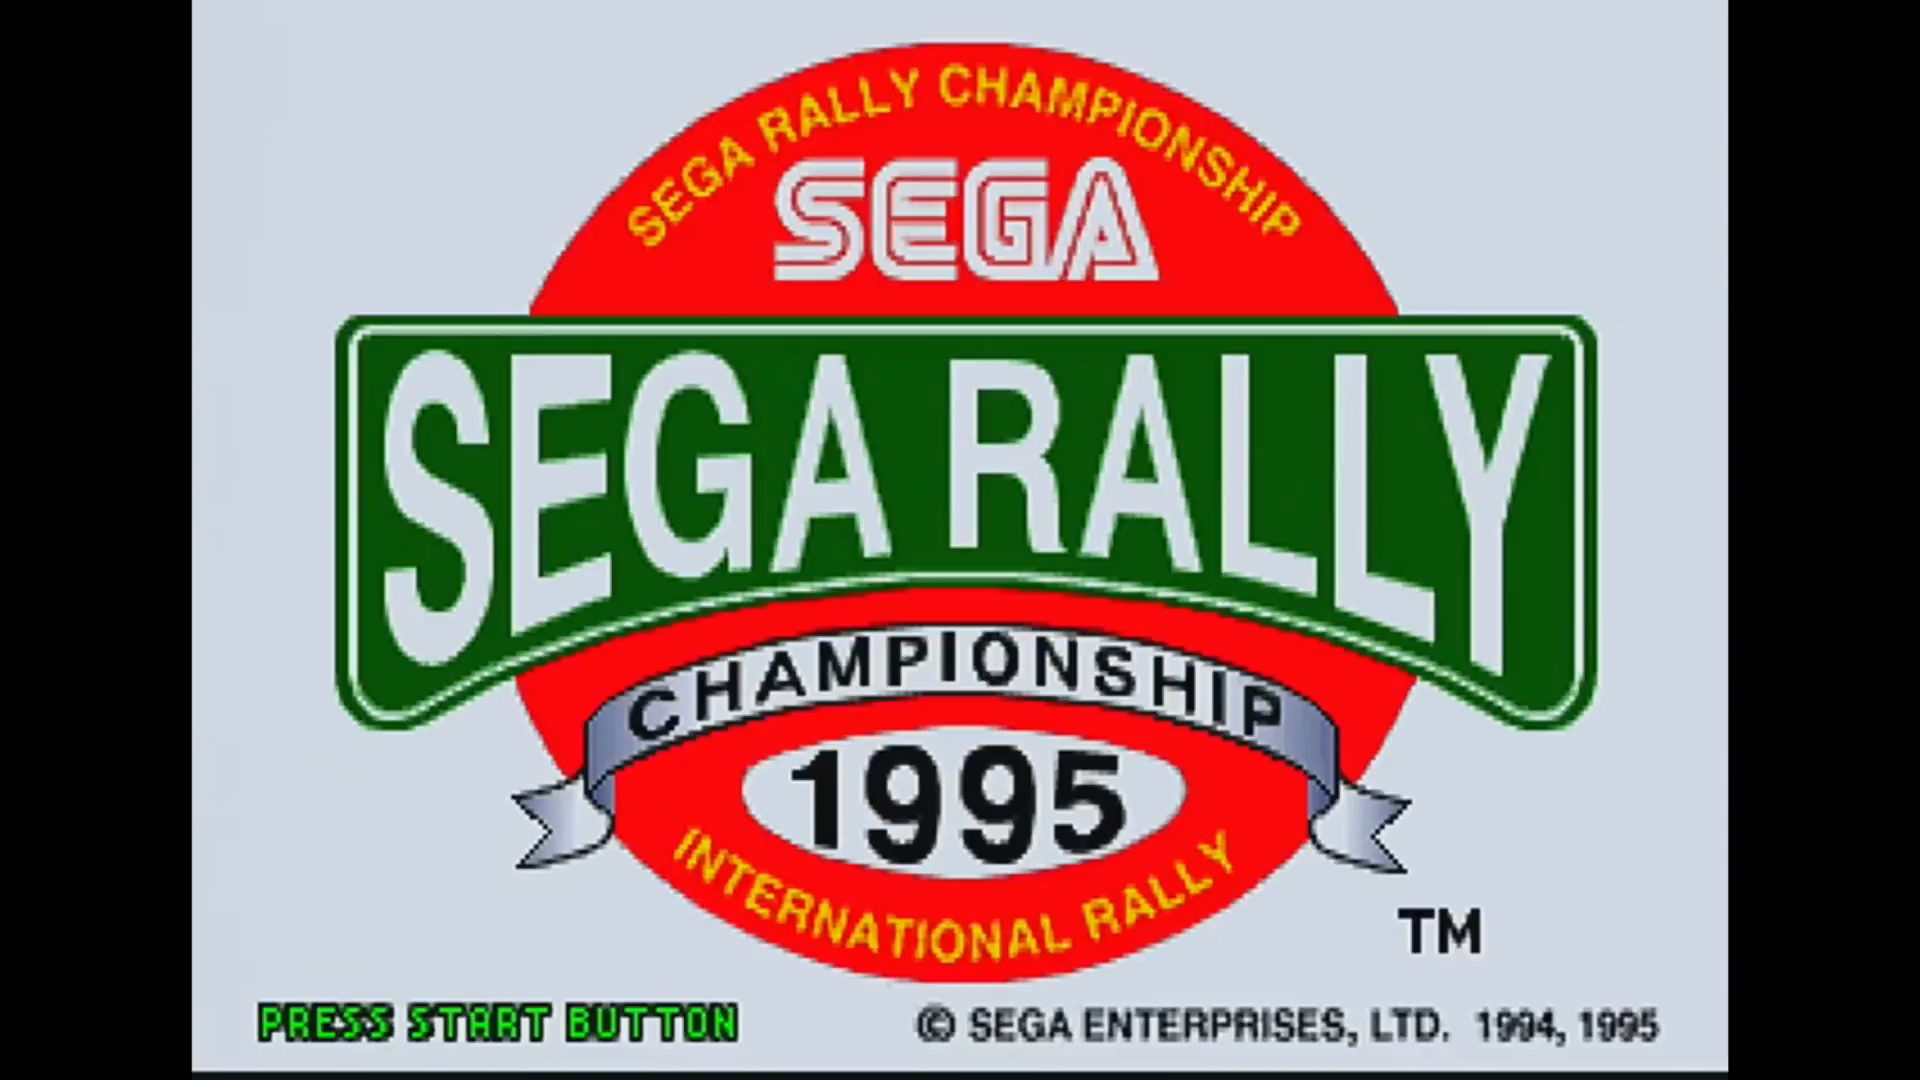 SEGA RALLY CHAMPIONSHIP
SEGA
SEGA RALLY
CHAMPIONSHIP
1995
INTERNATIONAL RALLY
TM
PRESS START BUTTON
© SEGA ENTERPRISES, LTD. 1994, 1995